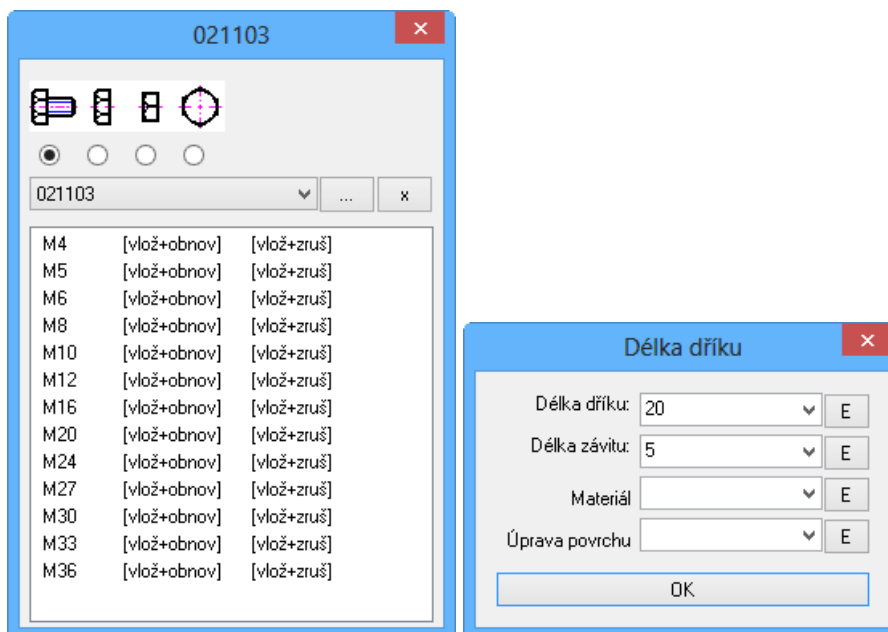 021103
021103 ... x
M4 [vlož+obnov] [vlož+zruš]
M5 [vlož+obnov] [vlož+zruš]
M6 [vlož+obnov] [vlož+zruš]
M8 [vlož+obnov] [vlož+zruš]
M10 [vlož+obnov] [vlož+zruš]
M12 [vlož+obnov] [vlož+zruš]
M16 [vlož+obnov] [vlož+zruš]
M20 [vlož+obnov] [vlož+zruš]
M24 [vlož+obnov] [vlož+zruš]
M27 [vlož+obnov] [vlož+zruš]
M30 [vlož+obnov] [vlož+zruš]
M33 [vlož+obnov] [vlož+zruš]
M36 [vlož+obnov] [vlož+zruš]
Délka dříku
Délka dříku: 20 E
Délka závitu: 5 E
Materiál E
Úprava povrchu E
OK